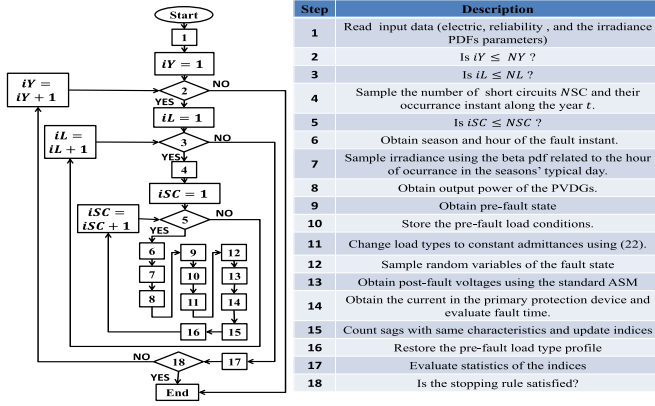 Start
1
iY = 1
iY =
iY + 1
2
NO
YES
iL = 1
iL =
iL + 1
3
NO
YES
4
iSC = 1
iSC =
iSC + 1
5
NO
YES
6
7
8
9
10
11
12
13
14
15
16
17
18
NO
YES
End
Step Description
1 Read input data (electric, reliability , and the irradiance
PDFs parameters)
2 Is iY ≤ NY ?
3 Is iL ≤ NL ?
4 Sample the number of short circuits NSC and their
occurrance instant along the year t.
5 Is iSC ≤ NSC ?
6 Obtain season and hour of the fault instant.
7 Sample irradiance using the beta pdf related to the hour
of ocurrance in the seasons' typical day.
8 Obtain output power of the PVDGs.
9 Obtain pre-fault state
10 Store the pre-fault load conditions.
11 Change load types to constant admittances using (22).
12 Sample random variables of the fault state
13 Obtain post-fault voltages using the standard ASM
14 Obtain the current in the primary protection device and
evaluate fault time.
15 Count sags with same characteristics and update indices
16 Restore the pre-fault load type profile
17 Evaluate statistics of the indices
18 Is the stopping rule satisfied?